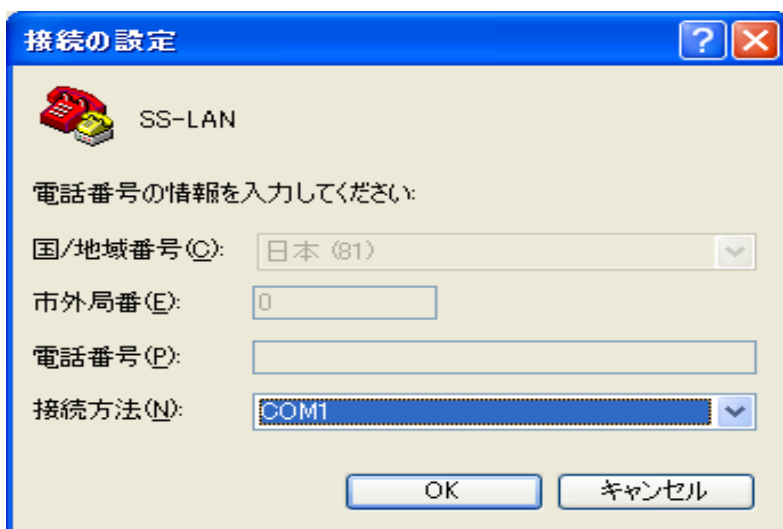 接続の設定
SS-LAN
電話番号の情報を入力してください:
国/地域番号(C): 日本 (81)
市外局番(E): 0
電話番号(P):
接続方法(N): COM1
OK キャンセル